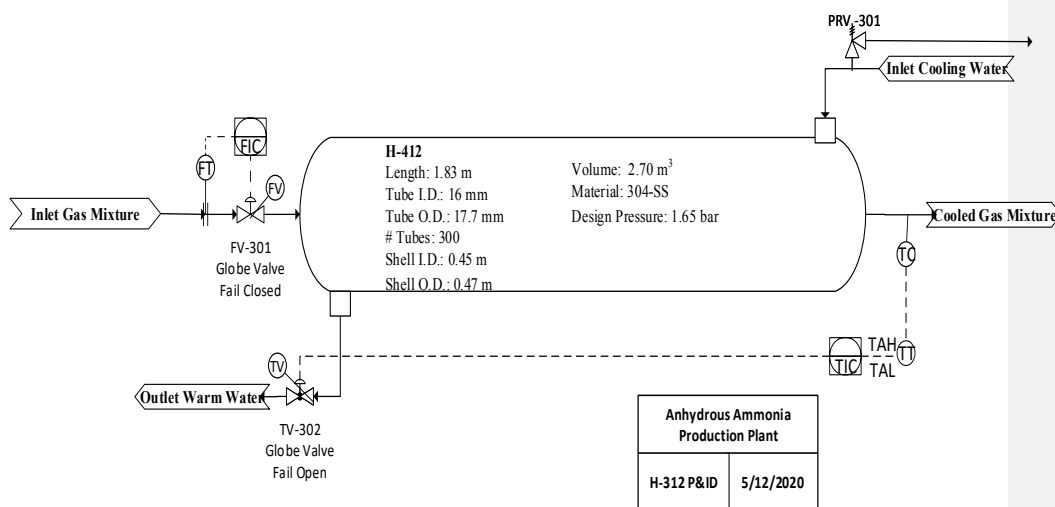 PRV-301
Inlet Cooling Water
FIC
FT
FV
Inlet Gas Mixture
FV-301
Globe Valve
Fail Closed
H-412
Length: 1.83 m
Tube I.D.: 16 mm
Tube O.D.: 17.7 mm
# Tubes: 300
Shell I.D.: 0.45 m
Shell O.D.: 0.47 m
Volume: 2.70 m³
Material: 304-SS
Design Pressure: 1.65 bar
Cooled Gas Mixture
TC
TT
TAH
TAL
TIC
TV
Outlet Warm Water
TV-302
Globe Valve
Fail Open
Anhydrous Ammonia
Production Plant
H-312 P&ID
5/12/2020